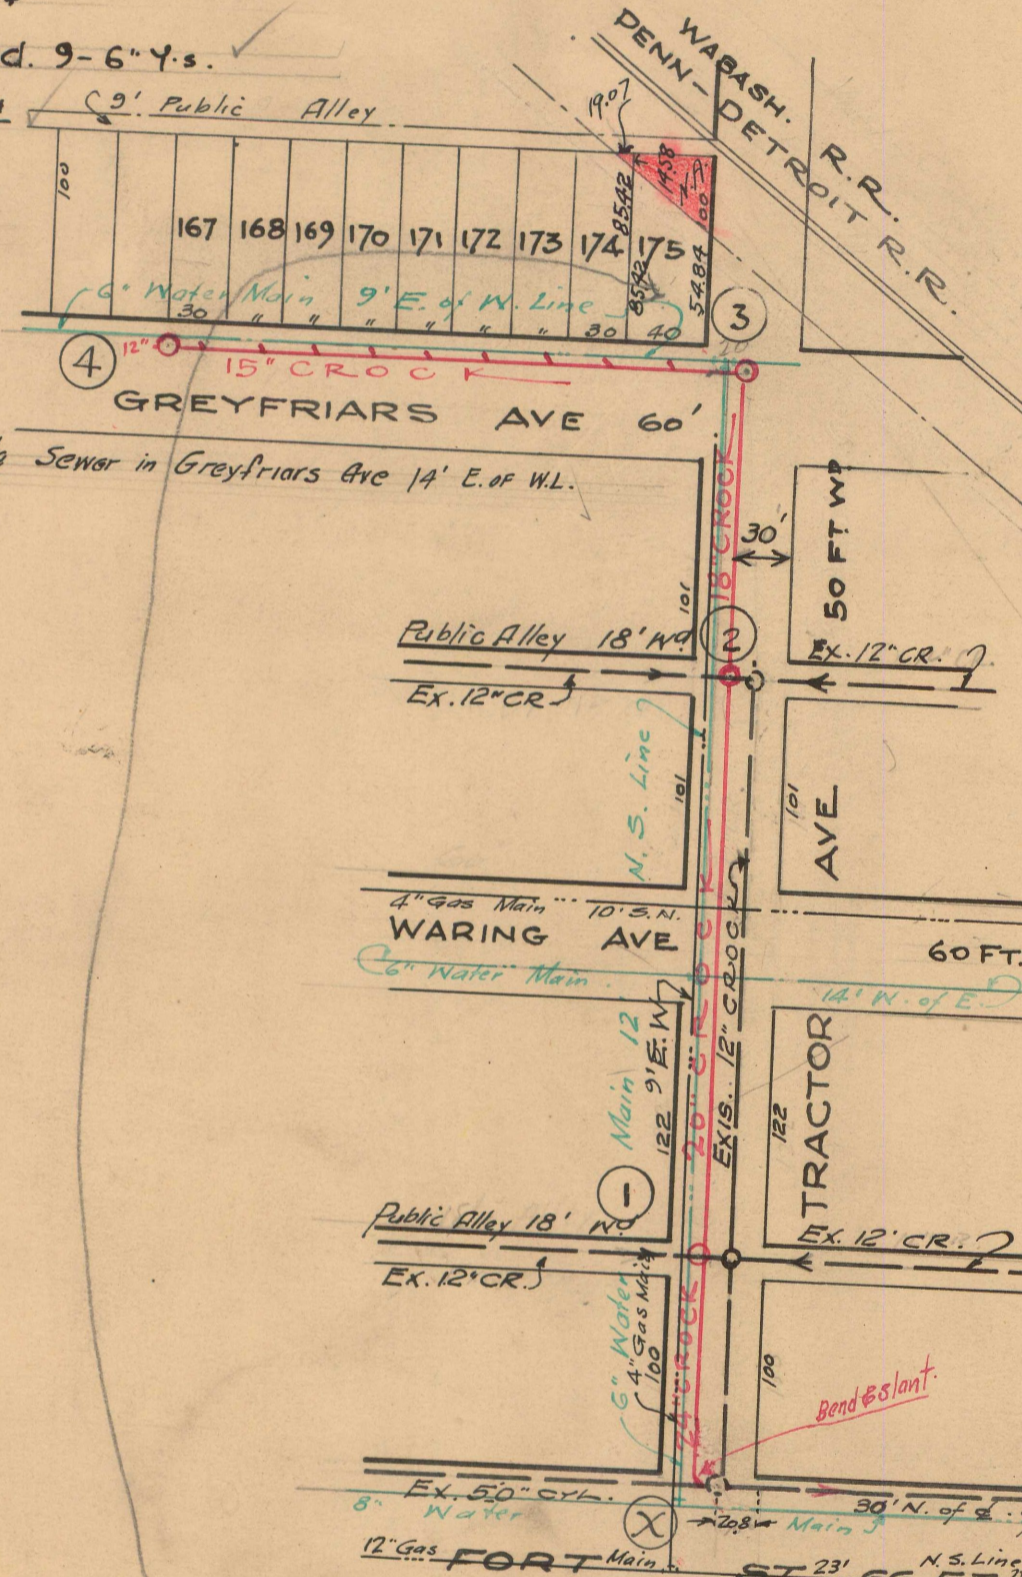 d. 9-6" Y.s.
9' Public Alley
WABASH. R.R.
PENN-DETROIT R.R.
19.07
14.58
N.A.
100
100
85.42
85.42
54.84
167 168 169 170 171 172 173 174 175
6" Water Main 9' E. of W. Line
30 " " " " " " 30 40
3
20
4
12"
15" CROCK
GREYFRIARS AVE 60'
Sewer in Greyfriars Ave 14' E. OF W.L.
18" CROCK
30'
50 FT WD
101
Public Alley 18' Wd
2
Ex. 12" CR.
Ex. 12" CR
N. S. Line
101
101
AVE
4" Gas Main 10' S.N.
WARING AVE
60 FT.
6" Water Main
14' W. of E.
20" CROCK
EXIS. 12" CROCK
Main 12'
9' E. W.
122
122
TRACTOR
1
Public Alley 18' Wd
Ex. 12" CR.
Ex. 12' CR.
6" Water
4" Gas Main
100
24" CROCK
100
Bend & Slant.
Ex. 5'0" CYL.
8" Water
X
20.8
Main
30' N. of ¢
12" Gas Main
FORT ST
23' N. S. Line